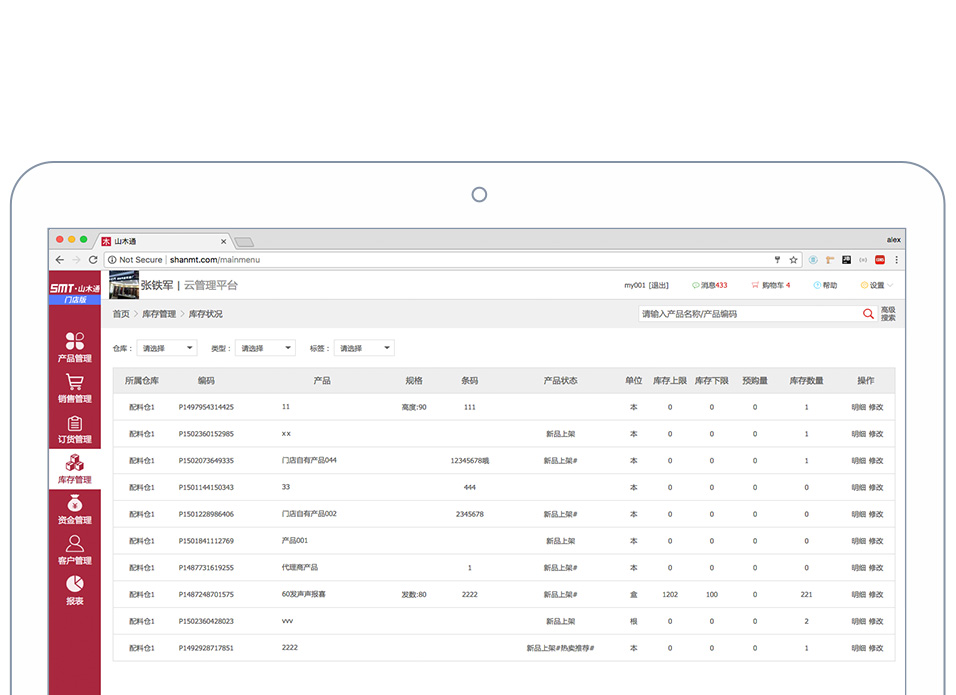 山木通
alex
Not Secure | shanmt.com/mainmenu
SMT·山木通
门店版
张铁军 | 云管理平台
my001 [退出] 消息433 购物车 4 帮助 设置
首页 > 库存管理 > 库存状况
请输入产品名称/产品编码
高级搜索
仓库： 请选择 类型： 请选择 标签： 请选择
产品管理
销售管理
订货管理
库存管理
资金管理
客户管理
报表
所属仓库 编码 产品 规格 条码 产品状态 单位 库存上限 库存下限 预购量 库存数量 操作
配料仓1 P1497954314425 11 高度:90 111 本 0 0 0 1 明细 修改
配料仓1 P1502360152985 xx 新品上架 本 0 0 0 1 明细 修改
配料仓1 P1502073649335 门店自有产品044 12345678哦 新品上架# 本 0 0 0 1 明细 修改
配料仓1 P1501144150343 33 444 本 0 0 0 0 明细 修改
配料仓1 P1501228986406 门店自有产品002 2345678 新品上架# 本 0 0 0 0 明细 修改
配料仓1 P1501841112769 产品001 新品上架 本 0 0 0 0 明细 修改
配料仓1 P1487731619255 代理商产品 1 新品上架# 本 0 0 0 0 明细 修改
配料仓1 P1487248701575 60发声声报喜 发数:80 2222 新品上架# 盒 1202 100 0 221 明细 修改
配料仓1 P1502360428023 vvv 新品上架 根 0 0 0 2 明细 修改
配料仓1 P1492928717851 2222 新品上架#热卖推荐# 本 0 0 0 1 明细 修改